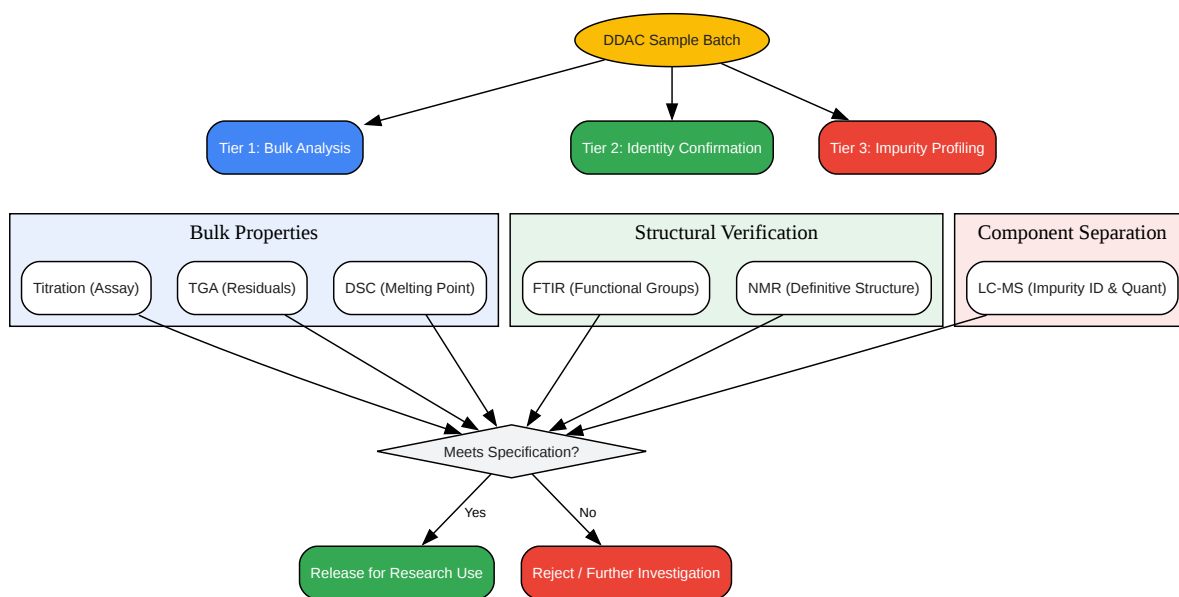 DDAC Sample Batch
Tier 1: Bulk Analysis
Tier 2: Identity Confirmation
Tier 3: Impurity Profiling
Bulk Properties
Structural Verification
Component Separation
Titration (Assay)
TGA (Residuals)
DSC (Melting Point)
FTIR (Functional Groups)
NMR (Definitive Structure)
LC-MS (Impurity ID & Quant)
Meets Specification?
Yes
No
Release for Research Use
Reject / Further Investigation